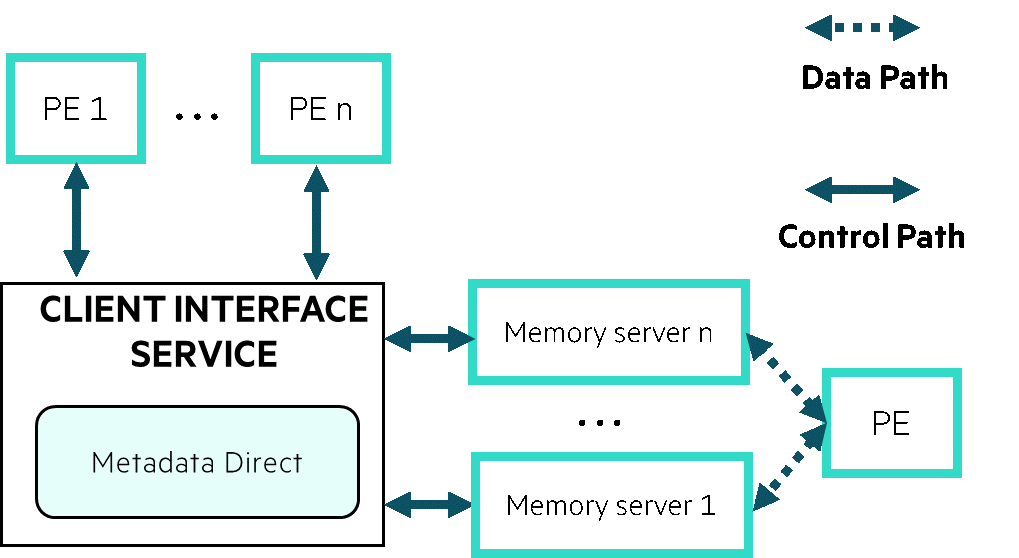 Data Path
PE 1
...
PE n
Control Path
CLIENT INTERFACE
SERVICE
Memory server n
...
PE
Metadata Direct
Memory server 1